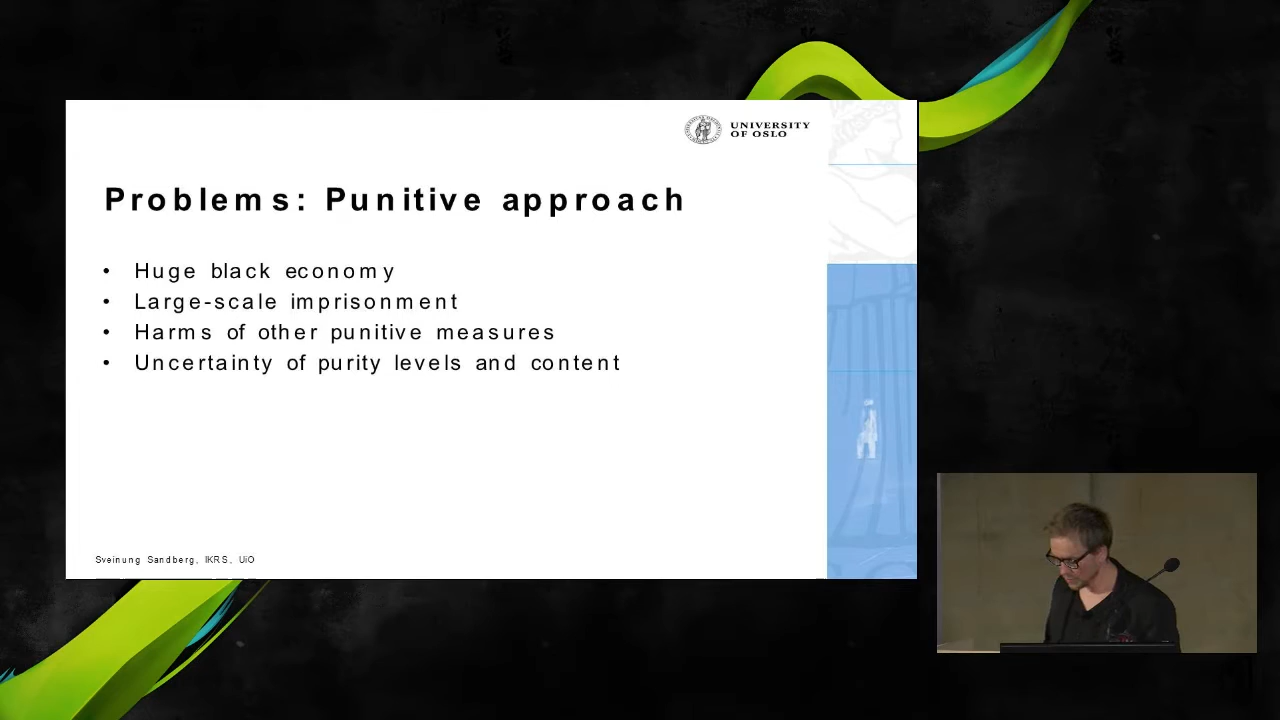 UNIVERSITY
OF OSLO
Problems: Punitive approach
• Huge black economy
• Large-scale imprisonment
• Harms of other punitive measures
• Uncertainty of purity levels and content
Sveinung Sandberg, IKRS, UiO